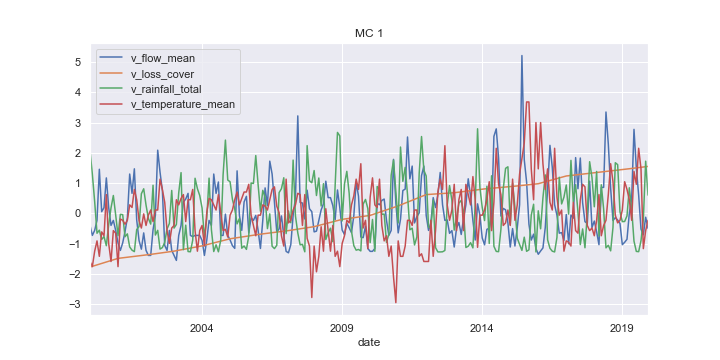 MC 1
v_flow_mean
v_loss_cover
v_rainfall_total
v_temperature_mean
5
4
3
2
1
0
−1
−2
−3
2004 2009 2014 2019
date